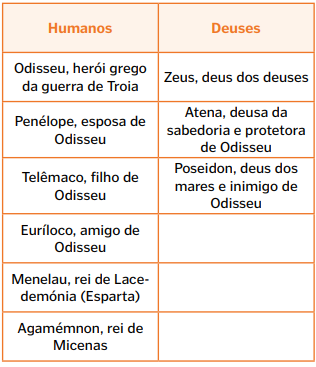 Humanos
Deuses
Odisseu, herói grego
da guerra de Troia
Zeus, deus dos deuses
Penélope, esposa de
Odisseu
Atena, deusa da
sabedoria e protetora
de Odisseu
Telêmaco, filho de
Odisseu
Poseidon, deus dos
mares e inimigo de
Odisseu
Euríloco, amigo de
Odisseu
Menelau, rei de Lace-
demónia (Esparta)
Agamémnon, rei de
Micenas